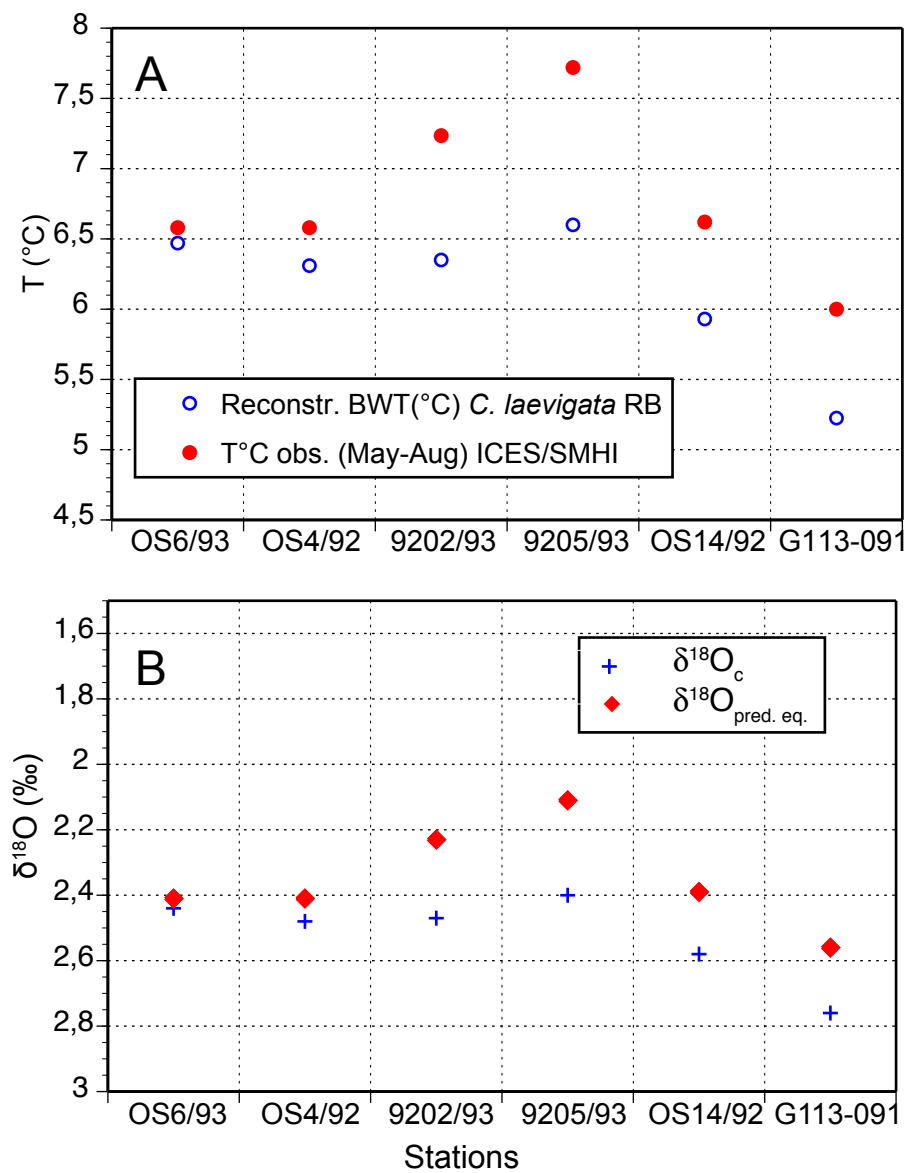 A
8
7,5
7
6,5
6
5,5
5
4,5
T (°C)
Reconstr. BWT(°C) C. laevigata RB
T°C obs. (May-Aug) ICES/SMHI
OS6/93 OS4/92 9202/93 9205/93 OS14/92 G113-091
B
1,6
1,8
2
2,2
2,4
2,6
2,8
3
δ18O (‰)
δ18Oc
δ18Opred. eq.
OS6/93 OS4/92 9202/93 9205/93 OS14/92 G113-091
Stations